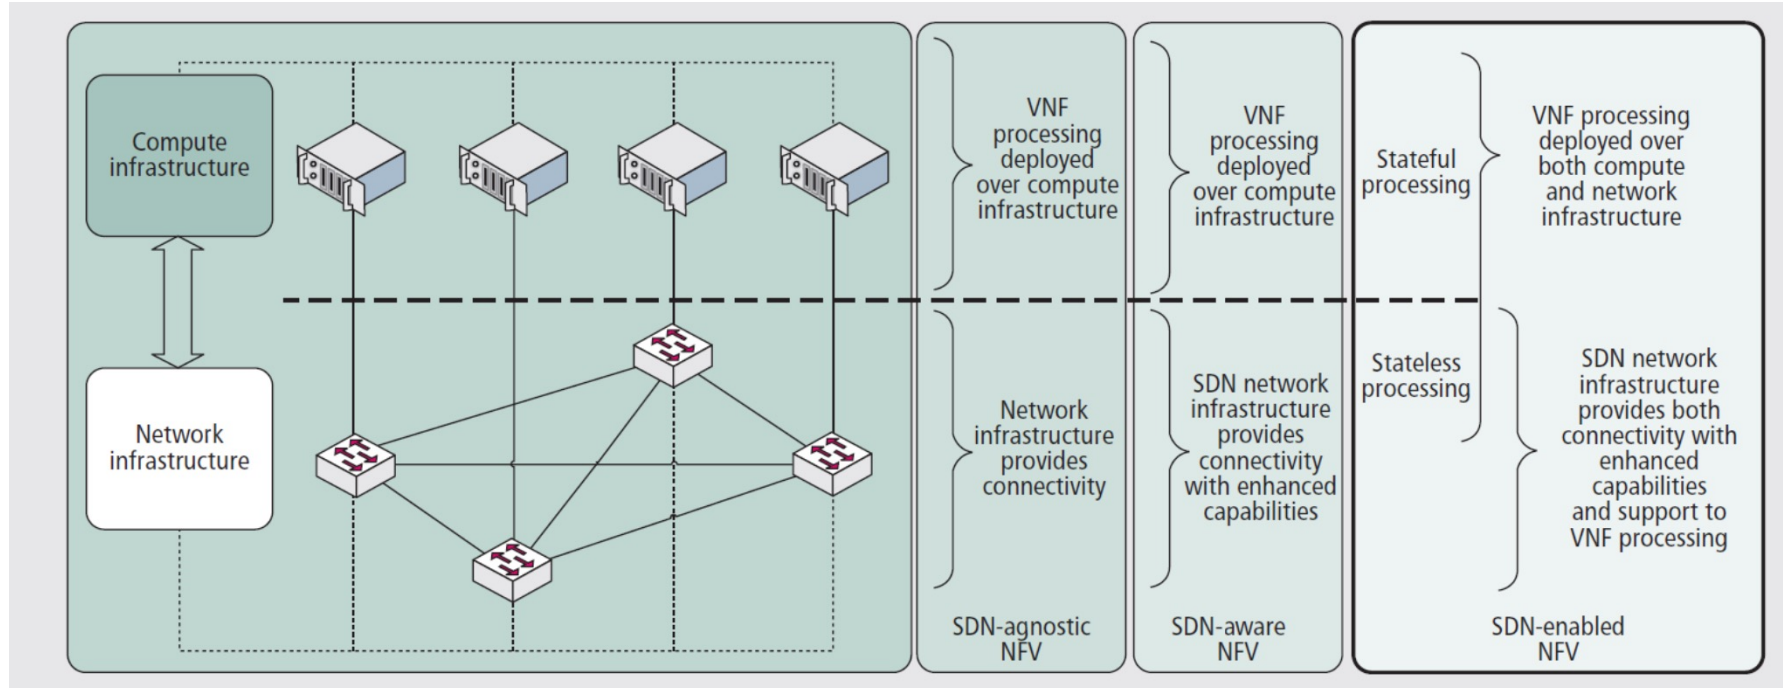 Compute
infrastructure
Network
infrastructure
VNF
processing
deployed
over compute
infrastructure
Network
infrastructure
provides
connectivity
SDN-agnostic
NFV
VNF
processing
deployed
over compute
infrastructure
SDN network
infrastructure
provides
connectivity
with enhanced
capabilities
SDN-aware
NFV
Stateful
processing
VNF processing
deployed over
both compute
and network
infrastructure
Stateless
processing
SDN network
infrastructure
provides both
connectivity with
enhanced
capabilities
and support to
VNF processing
SDN-enabled
NFV